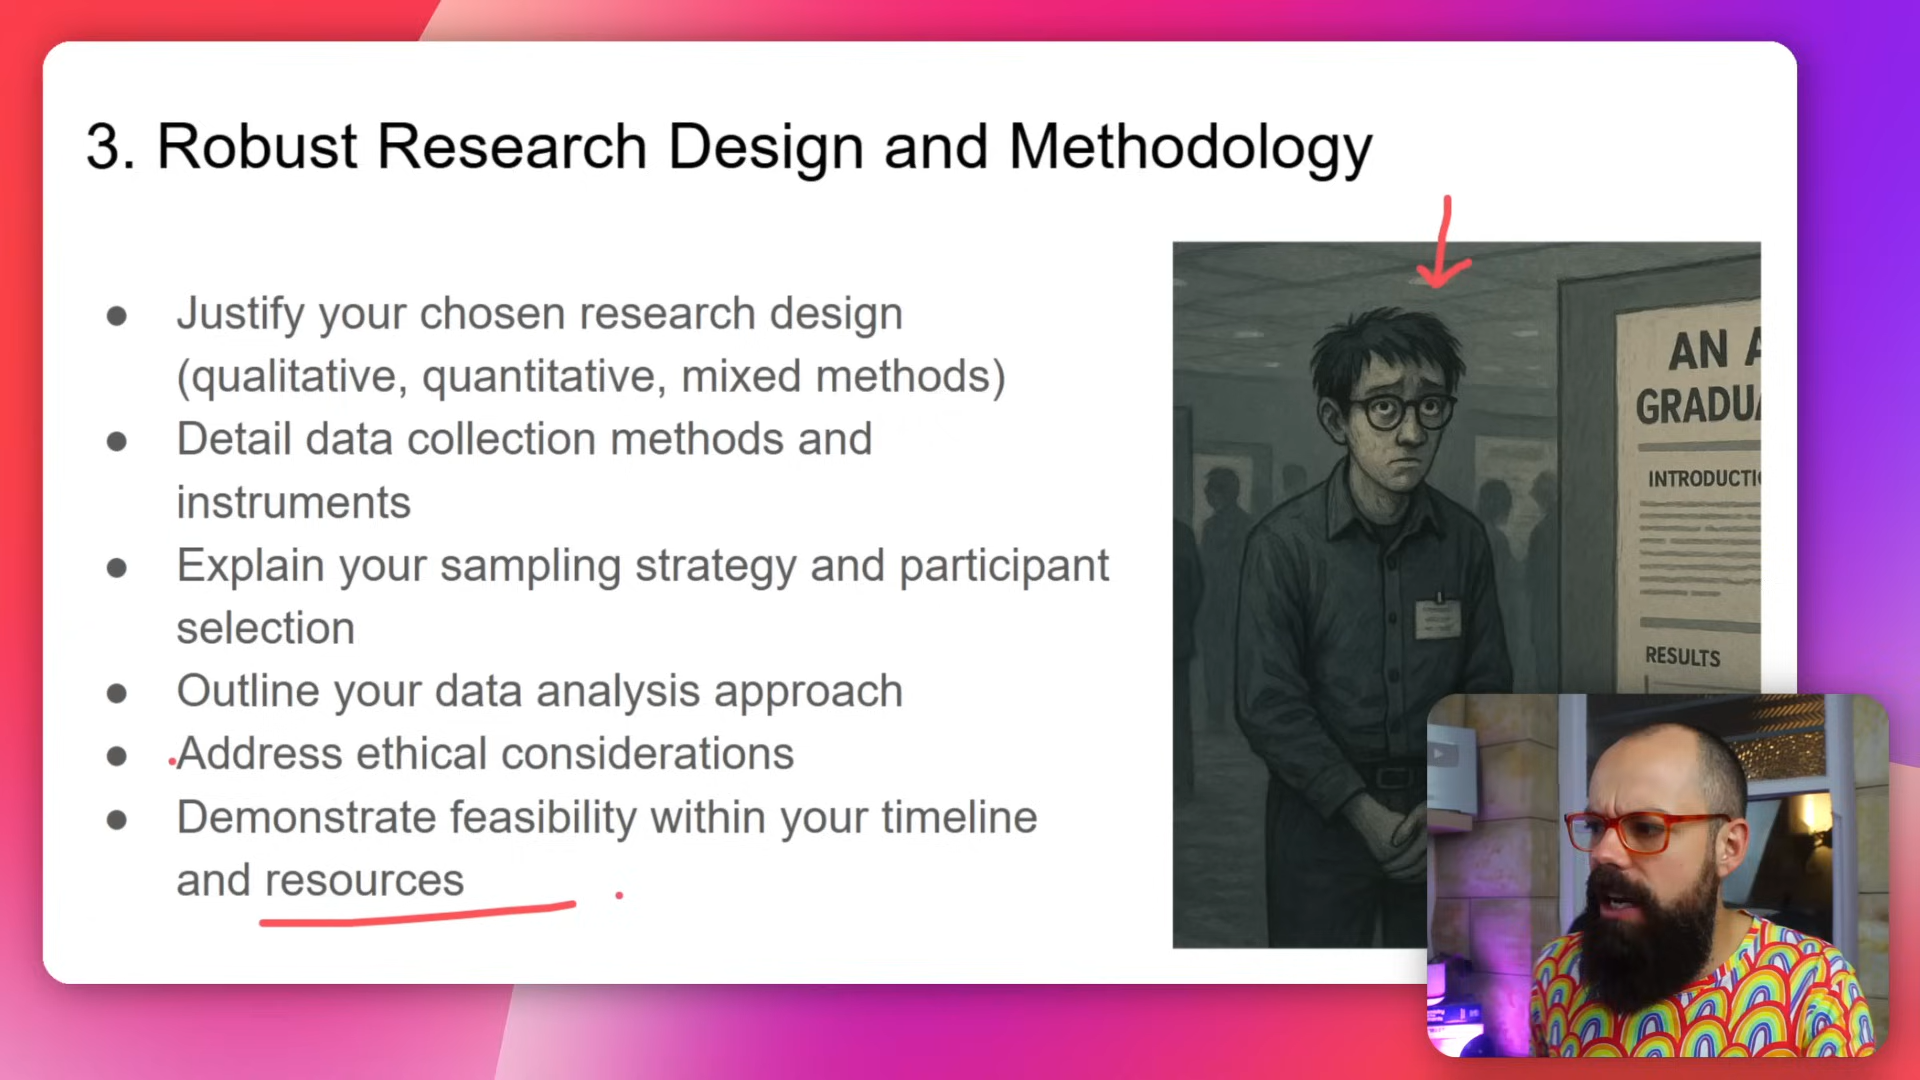 3. Robust Research Design and Methodology
● Justify your chosen research design
(qualitative, quantitative, mixed methods)
● Detail data collection methods and
instruments
● Explain your sampling strategy and participant
selection
● Outline your data analysis approach
● Address ethical considerations
● Demonstrate feasibility within your timeline
and resources
AN A
GRADUA
INTRODUCTI
RESULTS